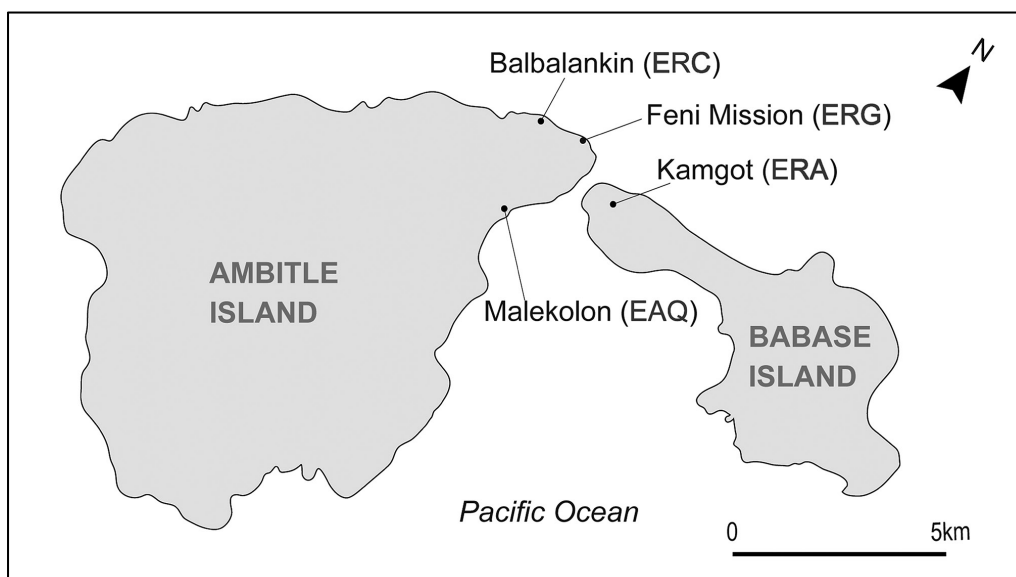 N
Balbalankin (ERC)
Feni Mission (ERG)
Kamgot (ERA)
AMBITLE
ISLAND
Malekolon (EAQ)
BABASE
ISLAND
Pacific Ocean
0 5km